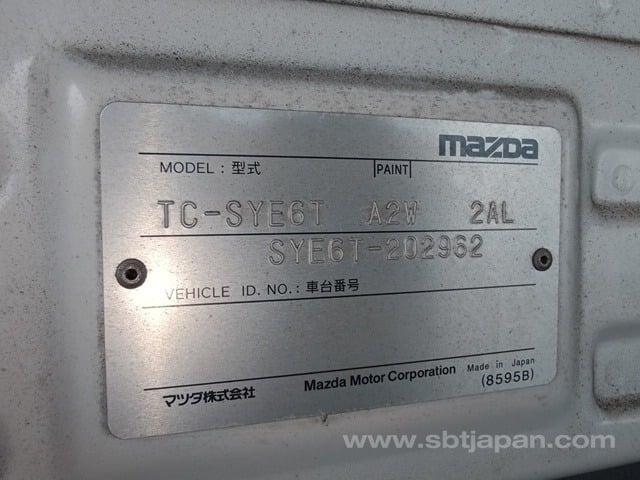 mazda
MODEL : 型式 PAINT
TC-SYE6T A2W 2AL
SYE6T-202962
VEHICLE ID. NO. : 車台番号
マツダ株式会社 Mazda Motor Corporation Made in Japan
(8595B)
www.sbtjapan.com